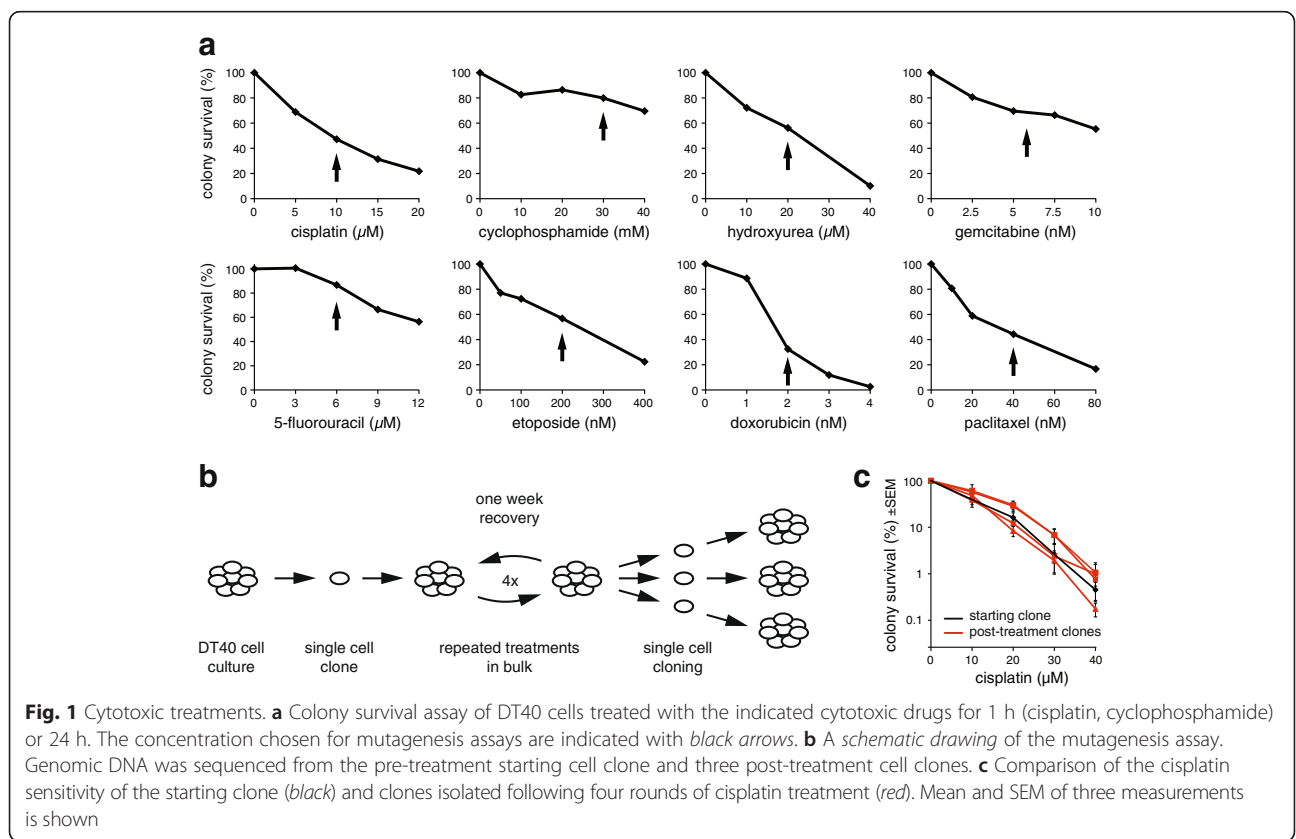 a
colony survival (%)
100
80
60
40
20
0
0 5 10 15 20
cisplatin (µM)
100
80
60
40
20
0
0 10 20 30 40
cyclophosphamide (mM)
100
80
60
40
20
0
0 10 20 30 40
hydroxyurea (µM)
100
80
60
40
20
0
0 2.5 5 7.5 10
gemcitabine (nM)
colony survival (%)
100
80
60
40
20
0
0 3 6 9 12
5-fluorouracil (µM)
100
80
60
40
20
0
0 100 200 300 400
etoposide (nM)
100
80
60
40
20
0
0 1 2 3 4
doxorubicin (nM)
100
80
60
40
20
0
0 20 40 60 80
paclitaxel (nM)
b
one week
recovery
4x
DT40 cell
culture
single cell
clone
repeated treatments
in bulk
single cell
cloning
c
colony survival (%) ±SEM
100
10
1
0.1
starting clone
post-treatment clones
0 10 20 30 40
cisplatin (µM)
Fig. 1 Cytotoxic treatments. a Colony survival assay of DT40 cells treated with the indicated cytotoxic drugs for 1 h (cisplatin, cyclophosphamide)
or 24 h. The concentration chosen for mutagenesis assays are indicated with black arrows. b A schematic drawing of the mutagenesis assay.
Genomic DNA was sequenced from the pre-treatment starting cell clone and three post-treatment cell clones. c Comparison of the cisplatin
sensitivity of the starting clone (black) and clones isolated following four rounds of cisplatin treatment (red). Mean and SEM of three measurements
is shown